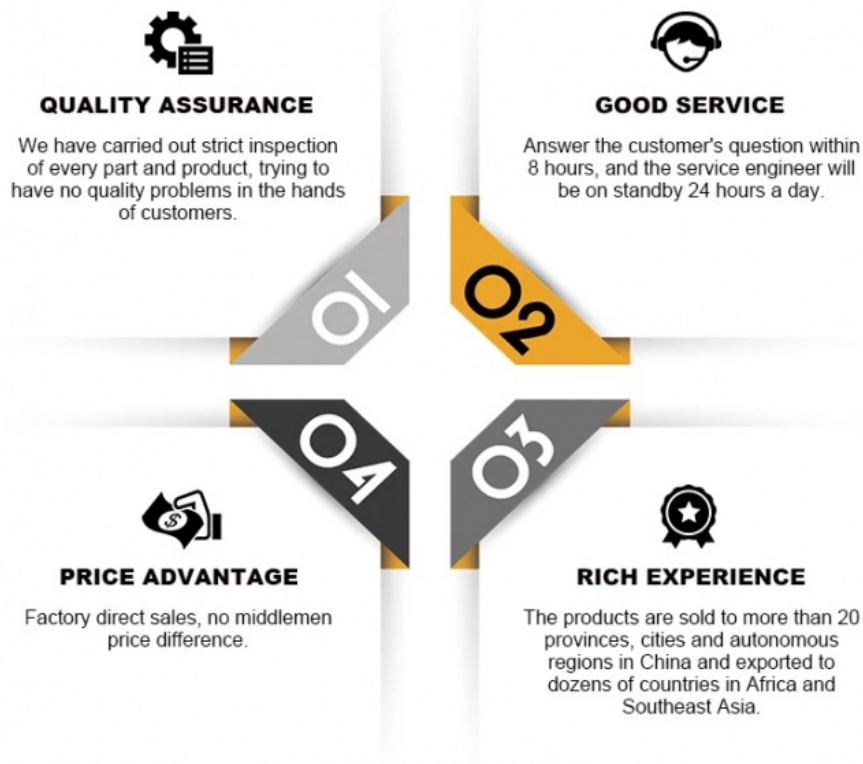 QUALITY ASSURANCE
We have carried out strict inspection
of every part and product, trying to
have no quality problems in the hands
of customers.
GOOD SERVICE
Answer the customer's question within
8 hours, and the service engineer will
be on standby 24 hours a day.
01
02
04
03
$
PRICE ADVANTAGE
Factory direct sales, no middlemen
price difference.
RICH EXPERIENCE
The products are sold to more than 20
provinces, cities and autonomous
regions in China and exported to
dozens of countries in Africa and
Southeast Asia.